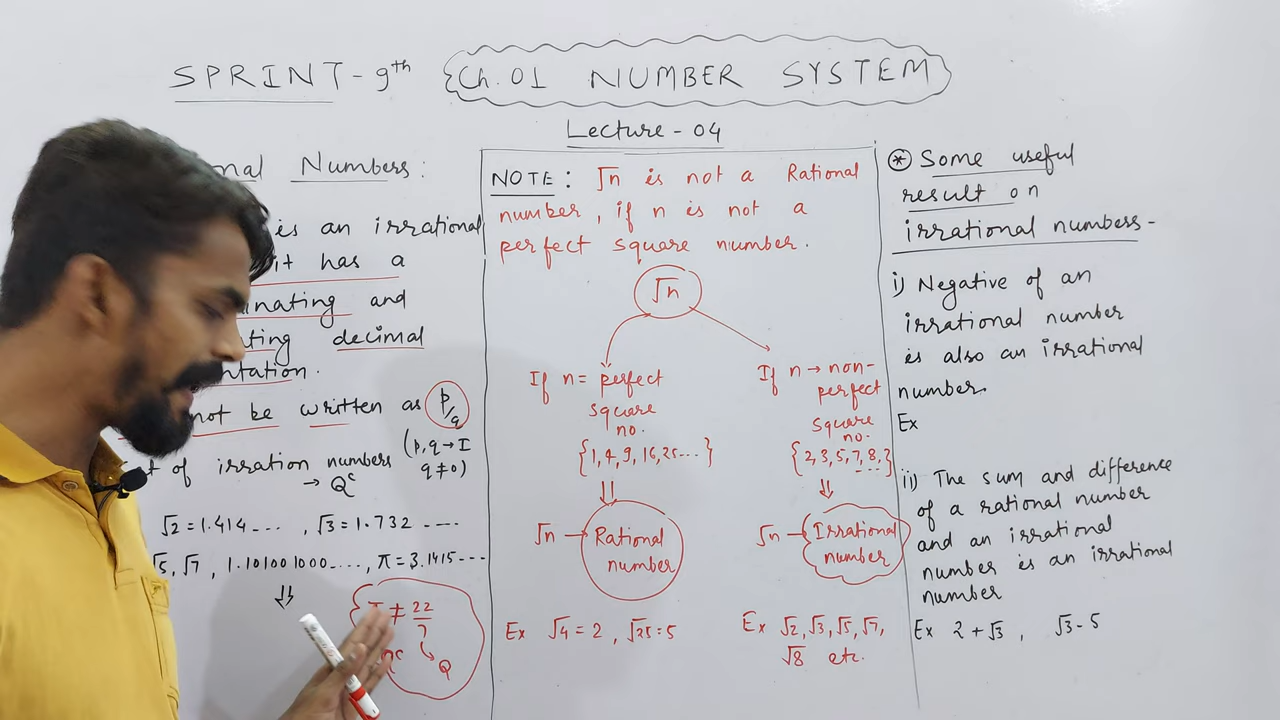 SPRINT-9th Ch.01 NUMBER SYSTEM
Lecture - 04
nal Numbers:
is an irrational
it has a
inating and
ting decimal
ntation.
not be written as p/q
(p,q→I
q≠0)
t of irration numbers
→ Qᶜ
√2=1.414... , √3=1.732 ....
√5, √7, 1.101001000...., π=3.1415....
⇓
≠ 22/7
→ Q
NOTE: √n is not a Rational
number, if n is not a
perfect square number.
√n
If n = perfect
square
no.
{1,4,9,16,25...}
⇓
√n → Rational
number
Ex √4=2, √25=5
If n → non-
perfect
square
no.
{2,3,5,7,8,}
...
⇓
√n → Irrational
number
Ex √2,√3,√5,√7,
√8 etc.
* Some useful
result on
irrational numbers-
i) Negative of an
irrational number
is also an irrational
number.
Ex
ii) The sum and difference
of a rational number
and an irrational
number is an irrational
number
Ex 2+√3, √3-5